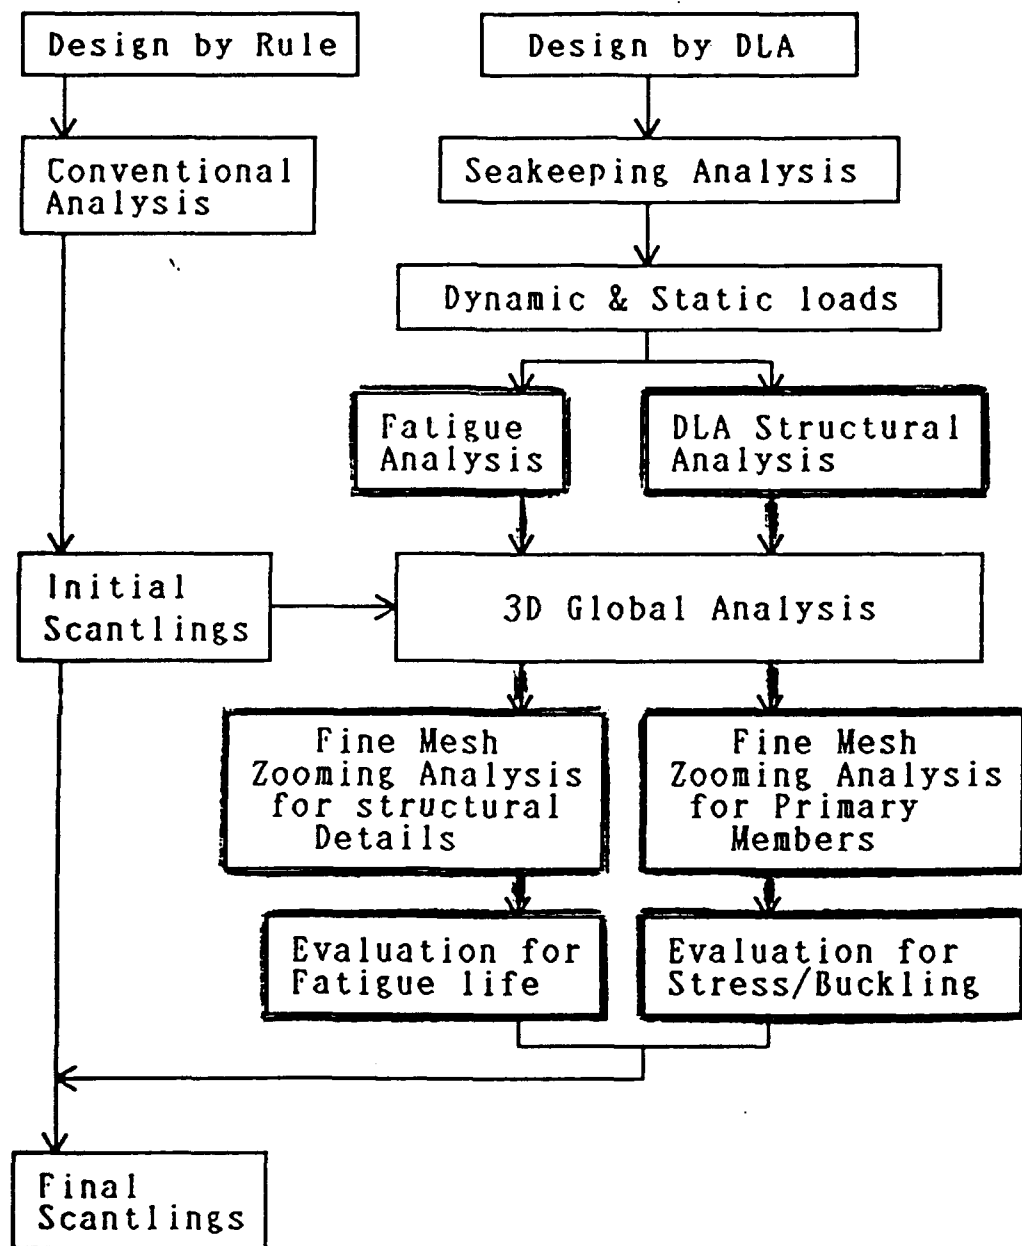 Design by Rule
Design by DLA
Conventional
Analysis
Seakeeping Analysis
Dynamic & Static loads
Fatigue
Analysis
DLA Structural
Analysis
Initial
Scantlings
3D Global Analysis
Fine Mesh
Zooming Analysis
for structural
Details
Fine Mesh
Zooming Analysis
for Primary
Members
Evaluation for
Fatigue life
Evaluation for
Stress/Buckling
Final
Scantlings